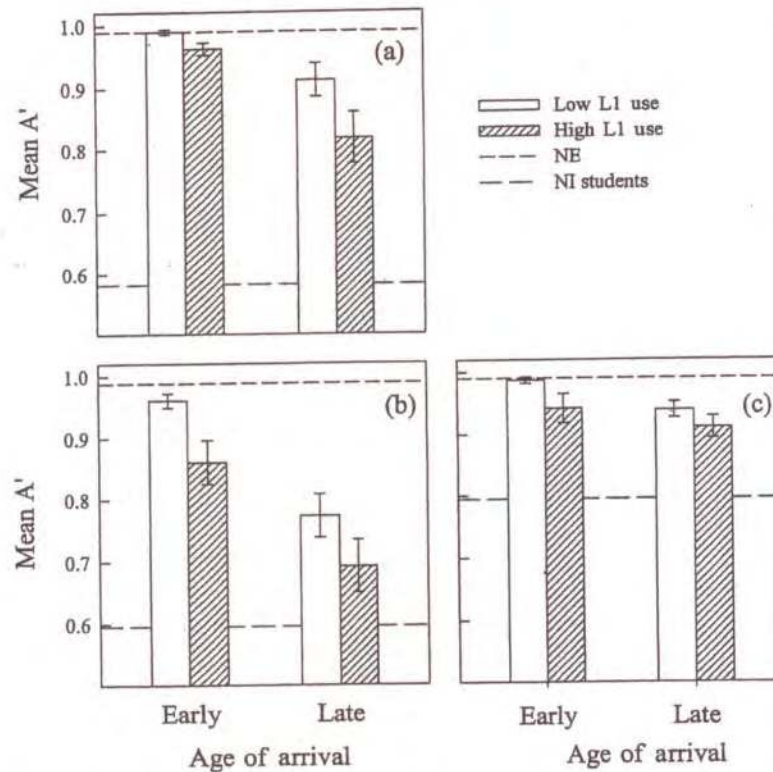 1.0
0.9
0.8
0.7
0.6
Mean A'
(a)
Low L1 use
High L1 use
NE
NI students
1.0
0.9
0.8
0.7
0.6
Mean A'
(b)
(c)
Early Late
Age of arrival
Early Late
Age of arrival